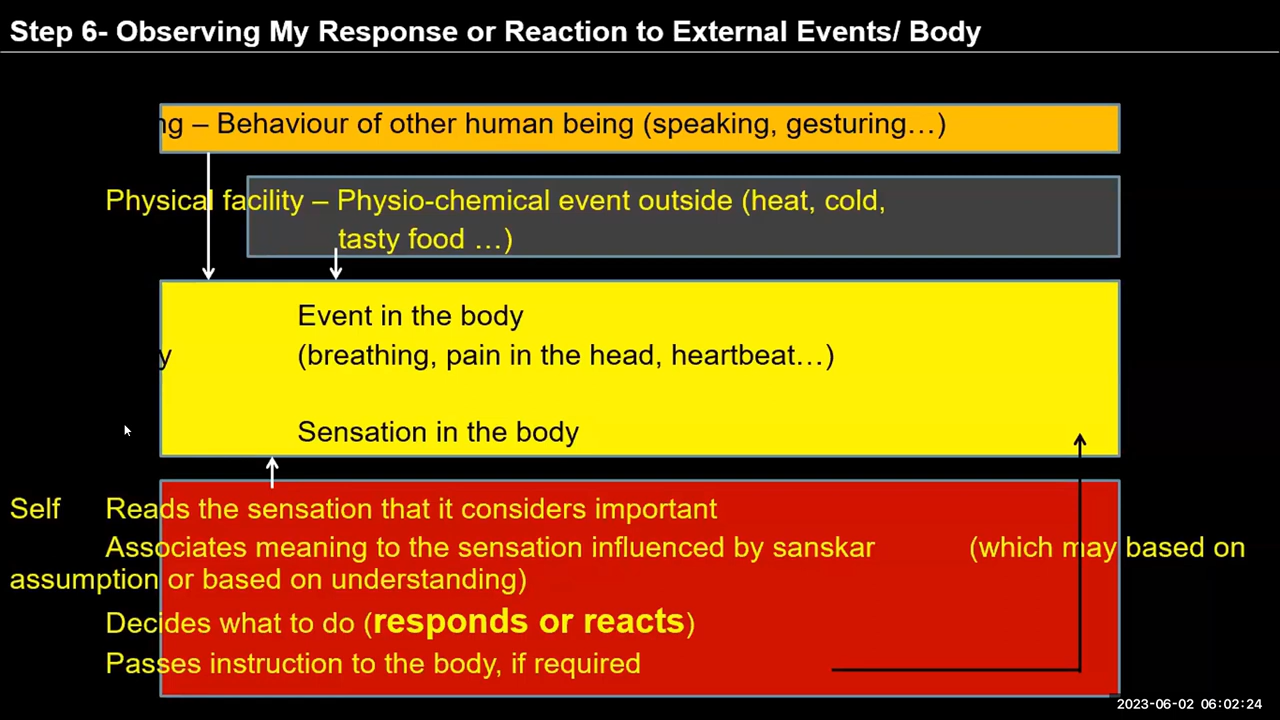 Step 6- Observing My Response or Reaction to External Events/ Body
ng – Behaviour of other human being (speaking, gesturing…)
Physical facility – Physio-chemical event outside (heat, cold,
tasty food …)
Event in the body
y (breathing, pain in the head, heartbeat…)
Sensation in the body
Self Reads the sensation that it considers important
Associates meaning to the sensation influenced by sanskar (which may based on
assumption or based on understanding)
Decides what to do (responds or reacts)
Passes instruction to the body, if required
2023-06-02 06:02:24